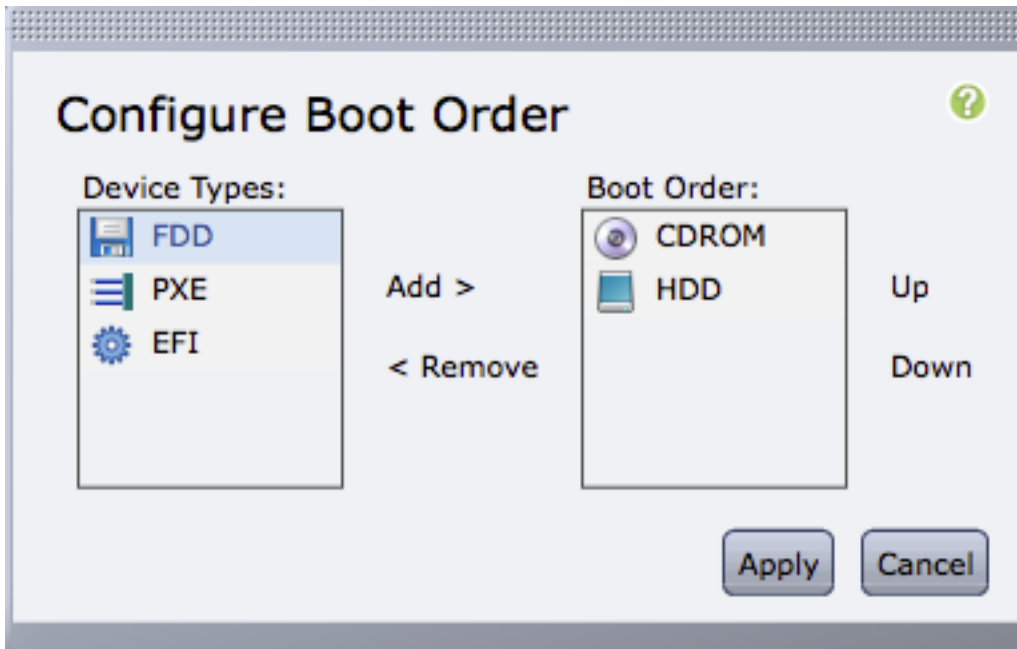 Configure Boot Order
?
Device Types:
FDD
PXE
EFI
Add >
< Remove
Boot Order:
CDROM
HDD
Up
Down
Apply
Cancel